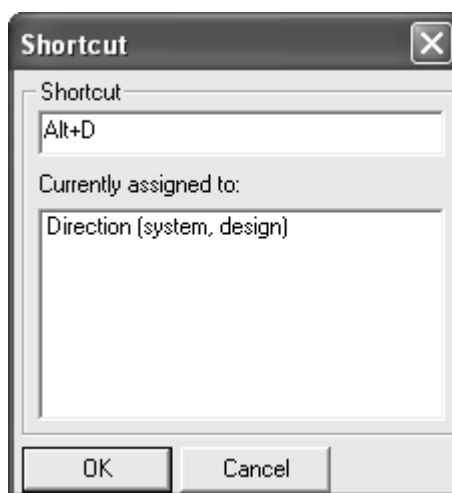 Shortcut
Shortcut
Alt+D
Currently assigned to:
Direction (system, design)
OK
Cancel